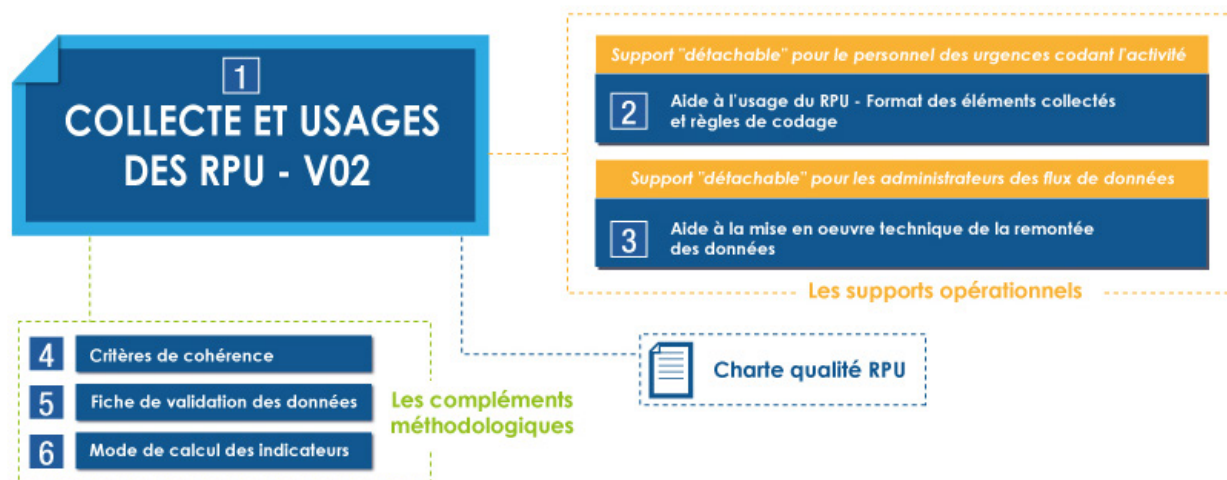 1
COLLECTE ET USAGES
DES RPU - V02
Support "détachable" pour le personnel des urgences codant l'activité
2
Aide à l'usage du RPU - Format des éléments collectés
et règles de codage
Support "détachable" pour les administrateurs des flux de données
3
Aide à la mise en oeuvre technique de la remontée
des données
Les supports opérationnels
Charte qualité RPU
4
Critères de cohérence
5
Fiche de validation des données
6
Mode de calcul des indicateurs
Les compléments
méthodologiques